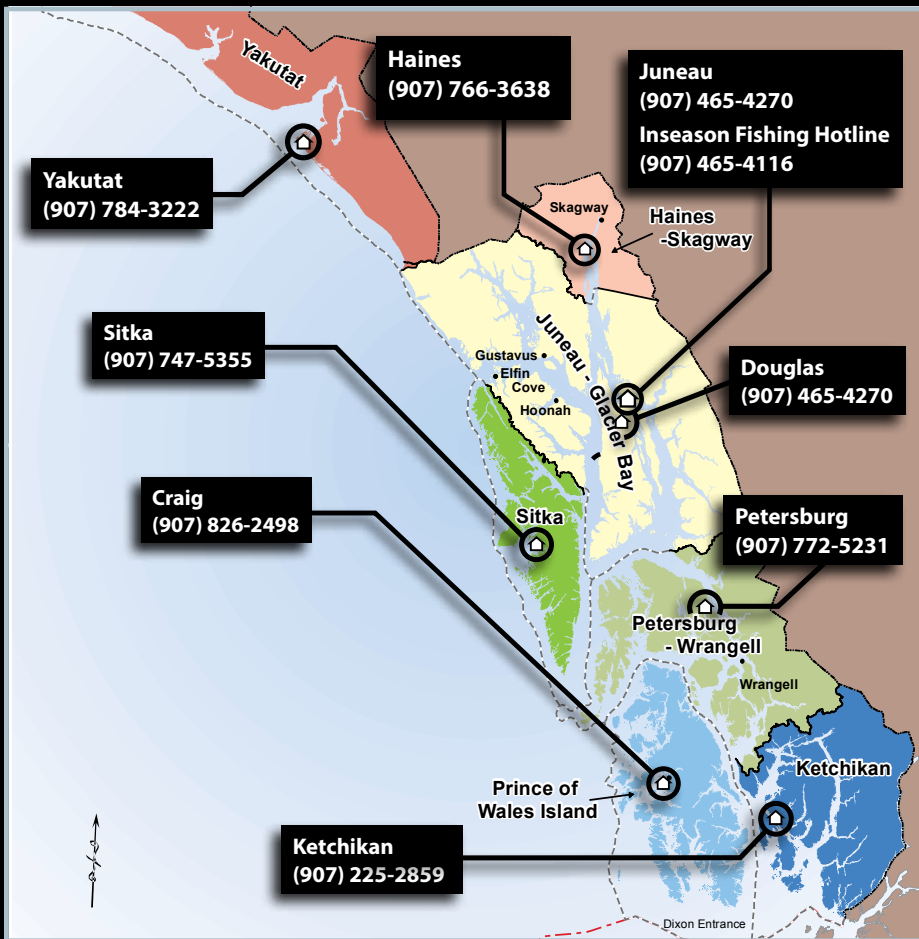 Yakutat
Haines
(907) 766-3638
Juneau
(907) 465-4270
Inseason Fishing Hotline
(907) 465-4116
Yakutat
(907) 784-3222
Skagway
Haines
-Skagway
Sitka
(907) 747-5355
Juneau - Glacier Bay
Gustavus
Elfin
Cove
Hoonah
Douglas
(907) 465-4270
Craig
(907) 826-2498
Sitka
Petersburg
(907) 772-5231
Petersburg
- Wrangell
Wrangell
Ketchikan
Prince of
Wales Island
Ketchikan
(907) 225-2859
Dixon Entrance